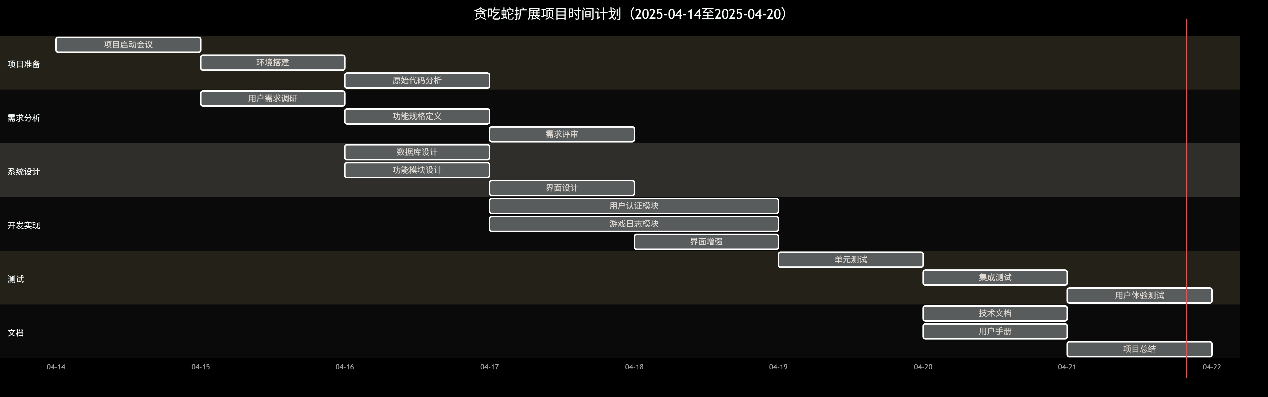 贪吃蛇扩展项目时间计划（2025-04-14至2025-04-20）
项目准备
项目启动会议
环境搭建
原始代码分析
需求分析
用户需求调研
功能规格定义
需求评审
系统设计
数据库设计
功能模块设计
界面设计
开发实现
用户认证模块
游戏日志模块
界面增强
测试
单元测试
集成测试
用户体验测试
文档
技术文档
用户手册
项目总结
04-14 04-15 04-16 04-17 04-18 04-19 04-20 04-21 04-22